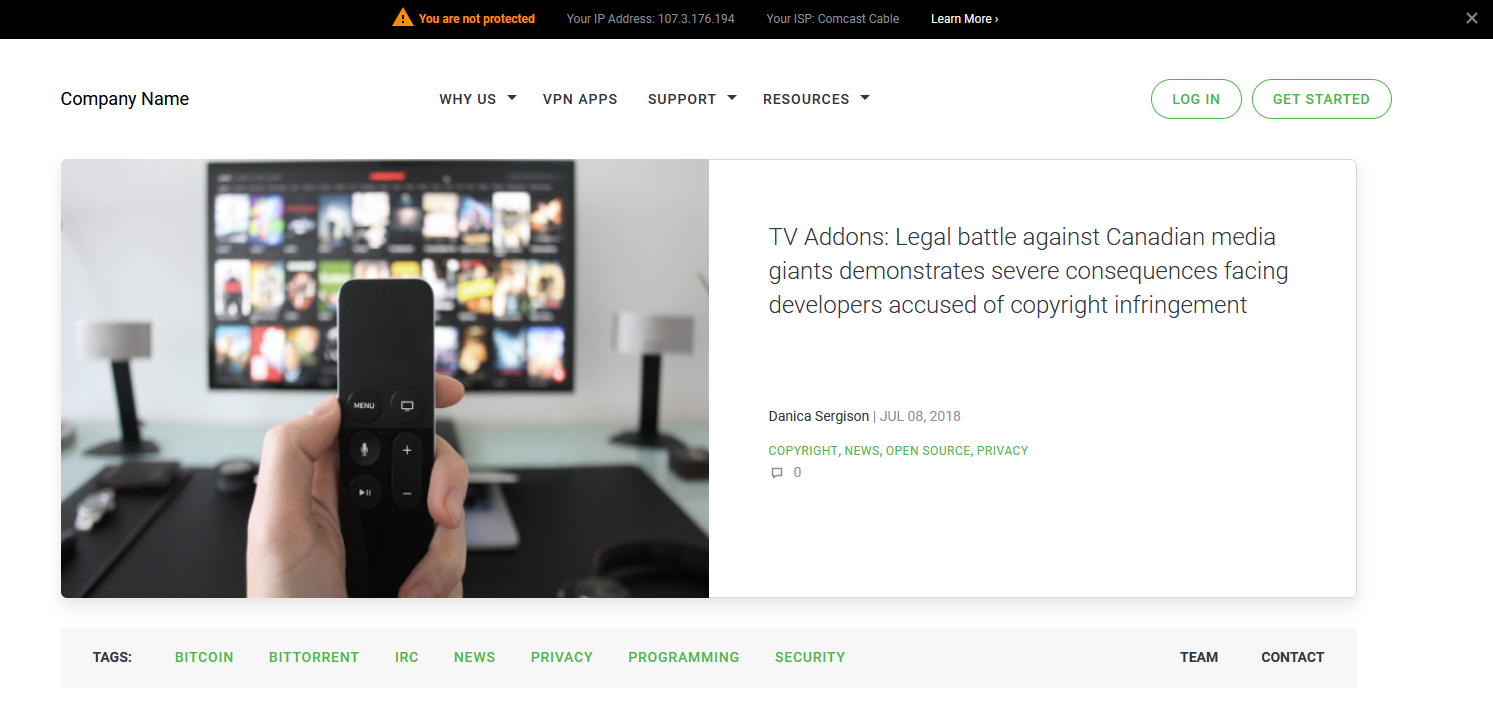 You are not protected Your IP Address: 107.3.176.194 Your ISP: Comcast Cable Learn More ›
Company Name WHY US VPN APPS SUPPORT RESOURCES LOG IN GET STARTED
TV Addons: Legal battle against Canadian media
giants demonstrates severe consequences facing
developers accused of copyright infringement
MENU
Danica Sergison | JUL 08, 2018
COPYRIGHT, NEWS, OPEN SOURCE, PRIVACY
0
TAGS: BITCOIN BITTORRENT IRC NEWS PRIVACY PROGRAMMING SECURITY TEAM CONTACT